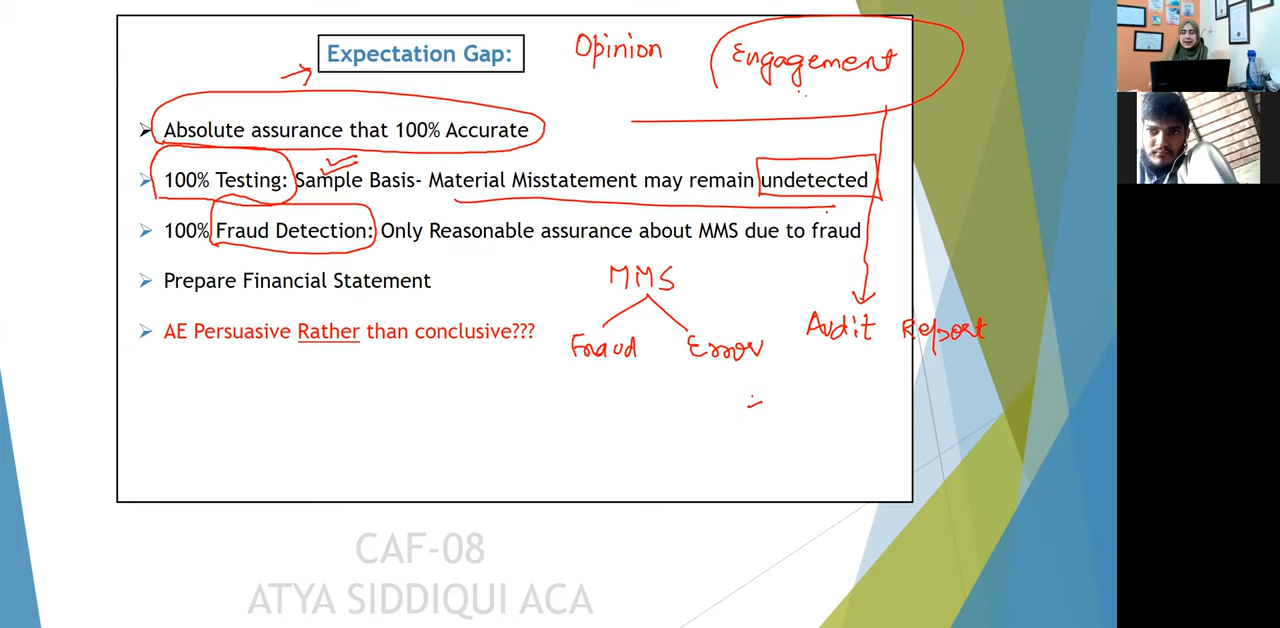 Opinion Engagement
Expectation Gap:
Absolute assurance that 100% Accurate
100% Testing: Sample Basis- Material Misstatement may remain undetected
100% Fraud Detection: Only Reasonable assurance about MMS due to fraud
Prepare Financial Statement
MMS
AE Persuasive Rather than conclusive???
Fraud Error
Audit Report
CAF-08
ATYA SIDDIQUI ACA